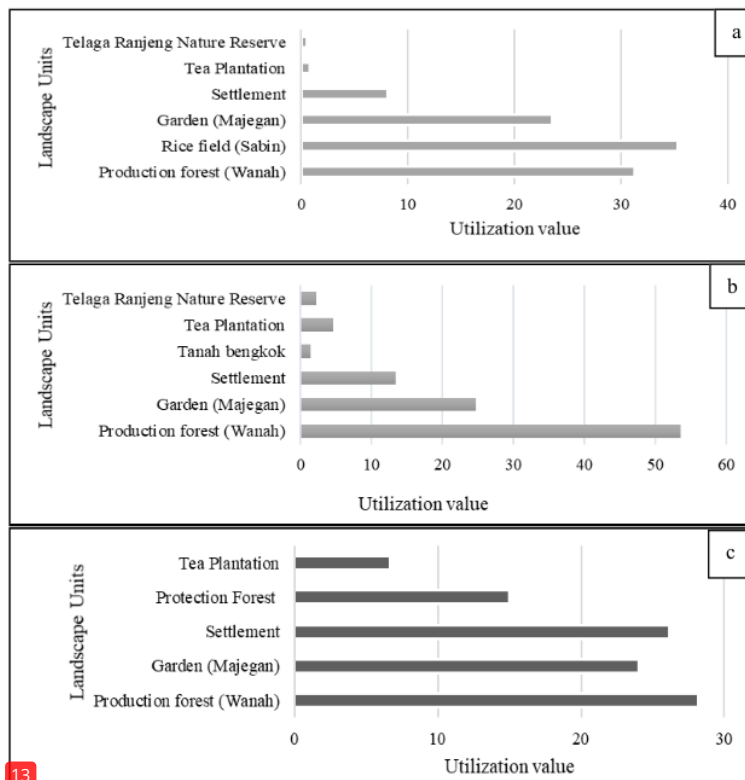 a
Landscape Units
Telaga Ranjeng Nature Reserve
Tea Plantation
Settlement
Garden (Majegan)
Rice field (Sabin)
Production forest (Wanah)
0 10 20 30 40
Utilization value
b
Landscape Units
Telaga Ranjeng Nature Reserve
Tea Plantation
Tanah bengkok
Settlement
Garden (Majegan)
Production forest (Wanah)
0 10 20 30 40 50 60
Utilization value
c
Landscape Units
Tea Plantation
Protection Forest
Settlement
Garden (Majegan)
Production forest (Wanah)
0 10 20 30
Utilization value
13